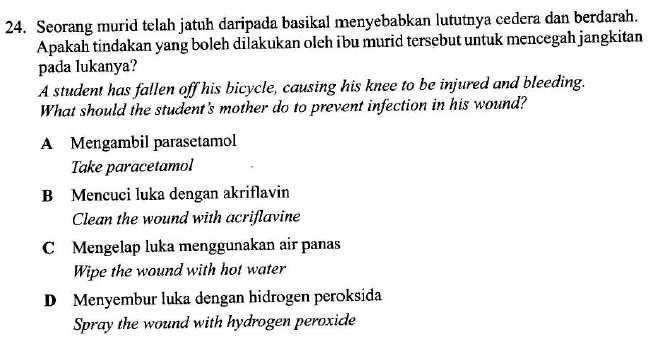 24. Seorang murid telah jatuh daripada basikal menyebabkan lututnya cedera dan berdarah.
Apakah tindakan yang boleh dilakukan oleh ibu murid tersebut untuk mencegah jangkitan
pada lukanya?
A student has fallen off his bicycle, causing his knee to be injured and bleeding.
What should the student's mother do to prevent infection in his wound?
A Mengambil parasetamol
Take paracetamol
B Mencuci luka dengan akriflavin
Clean the wound with acriflavine
C Mengelap luka menggunakan air panas
Wipe the wound with hot water
D Menyembur luka dengan hidrogen peroksida
Spray the wound with hydrogen peroxide